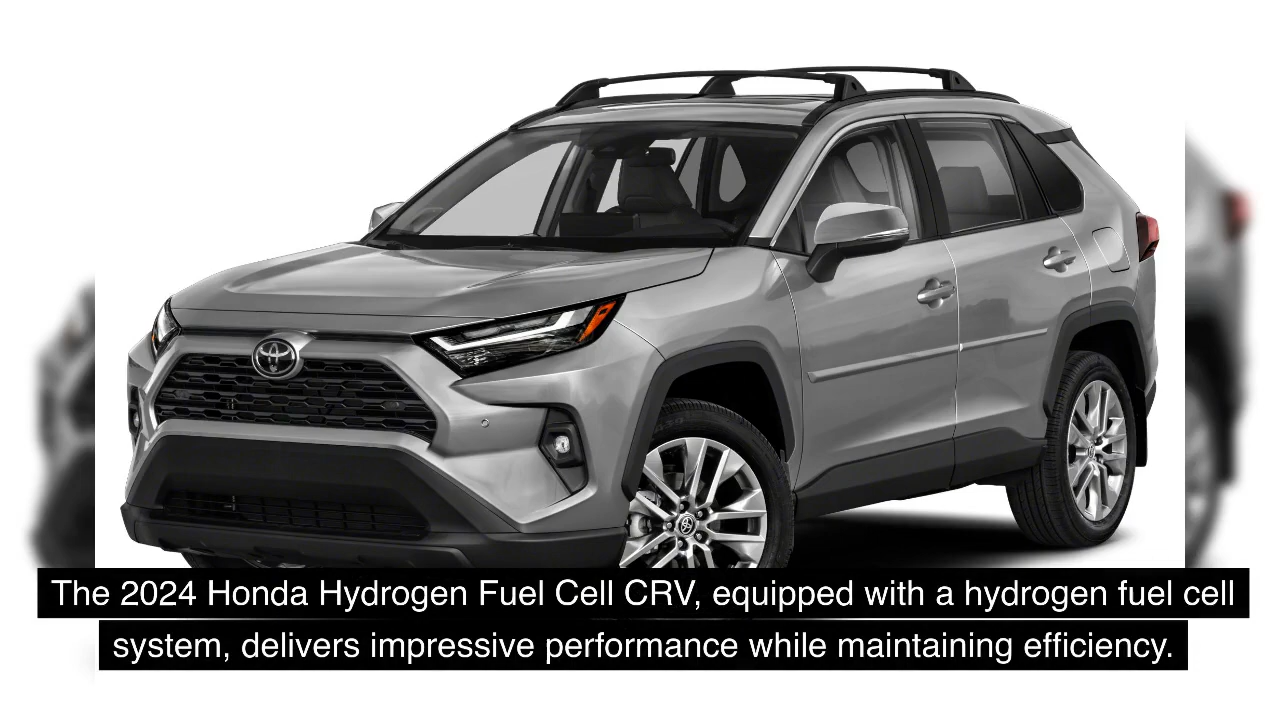 The 2024 Honda Hydrogen Fuel Cell CRV, equipped with a hydrogen fuel cell
system, delivers impressive performance while maintaining efficiency.